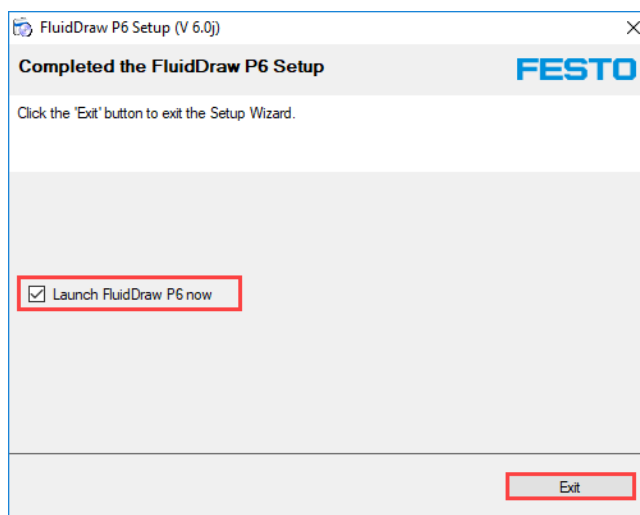 FluidDraw P6 Setup (V 6.0j)
Completed the FluidDraw P6 Setup
FESTO
Click the 'Exit' button to exit the Setup Wizard.
Launch FluidDraw P6 now
Exit